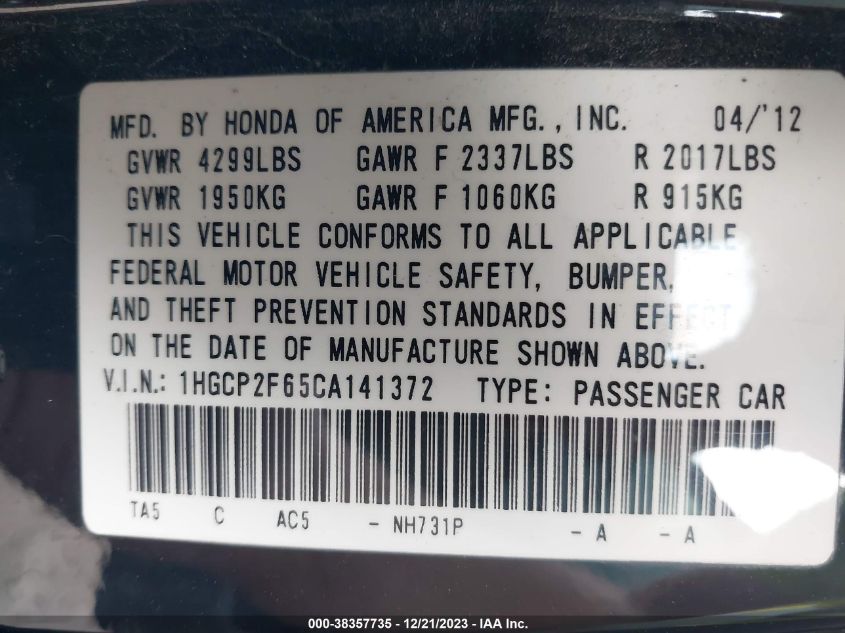 MFD. BY HONDA OF AMERICA MFG., INC. 04/'12
GVWR 4299LBS GAWR F 2337LBS R 2017LBS
GVWR 1950KG GAWR F 1060KG R 915KG
THIS VEHICLE CONFORMS TO ALL APPLICABLE
FEDERAL MOTOR VEHICLE SAFETY, BUMPER,
AND THEFT PREVENTION STANDARDS IN EFFECT
ON THE DATE OF MANUFACTURE SHOWN ABOVE.
V.I.N.: 1HGCP2F65CA141372 TYPE: PASSENGER CAR
TA5 C AC5 - NH731P - A - A
000-38357735 - 12/21/2023 - IAA Inc.